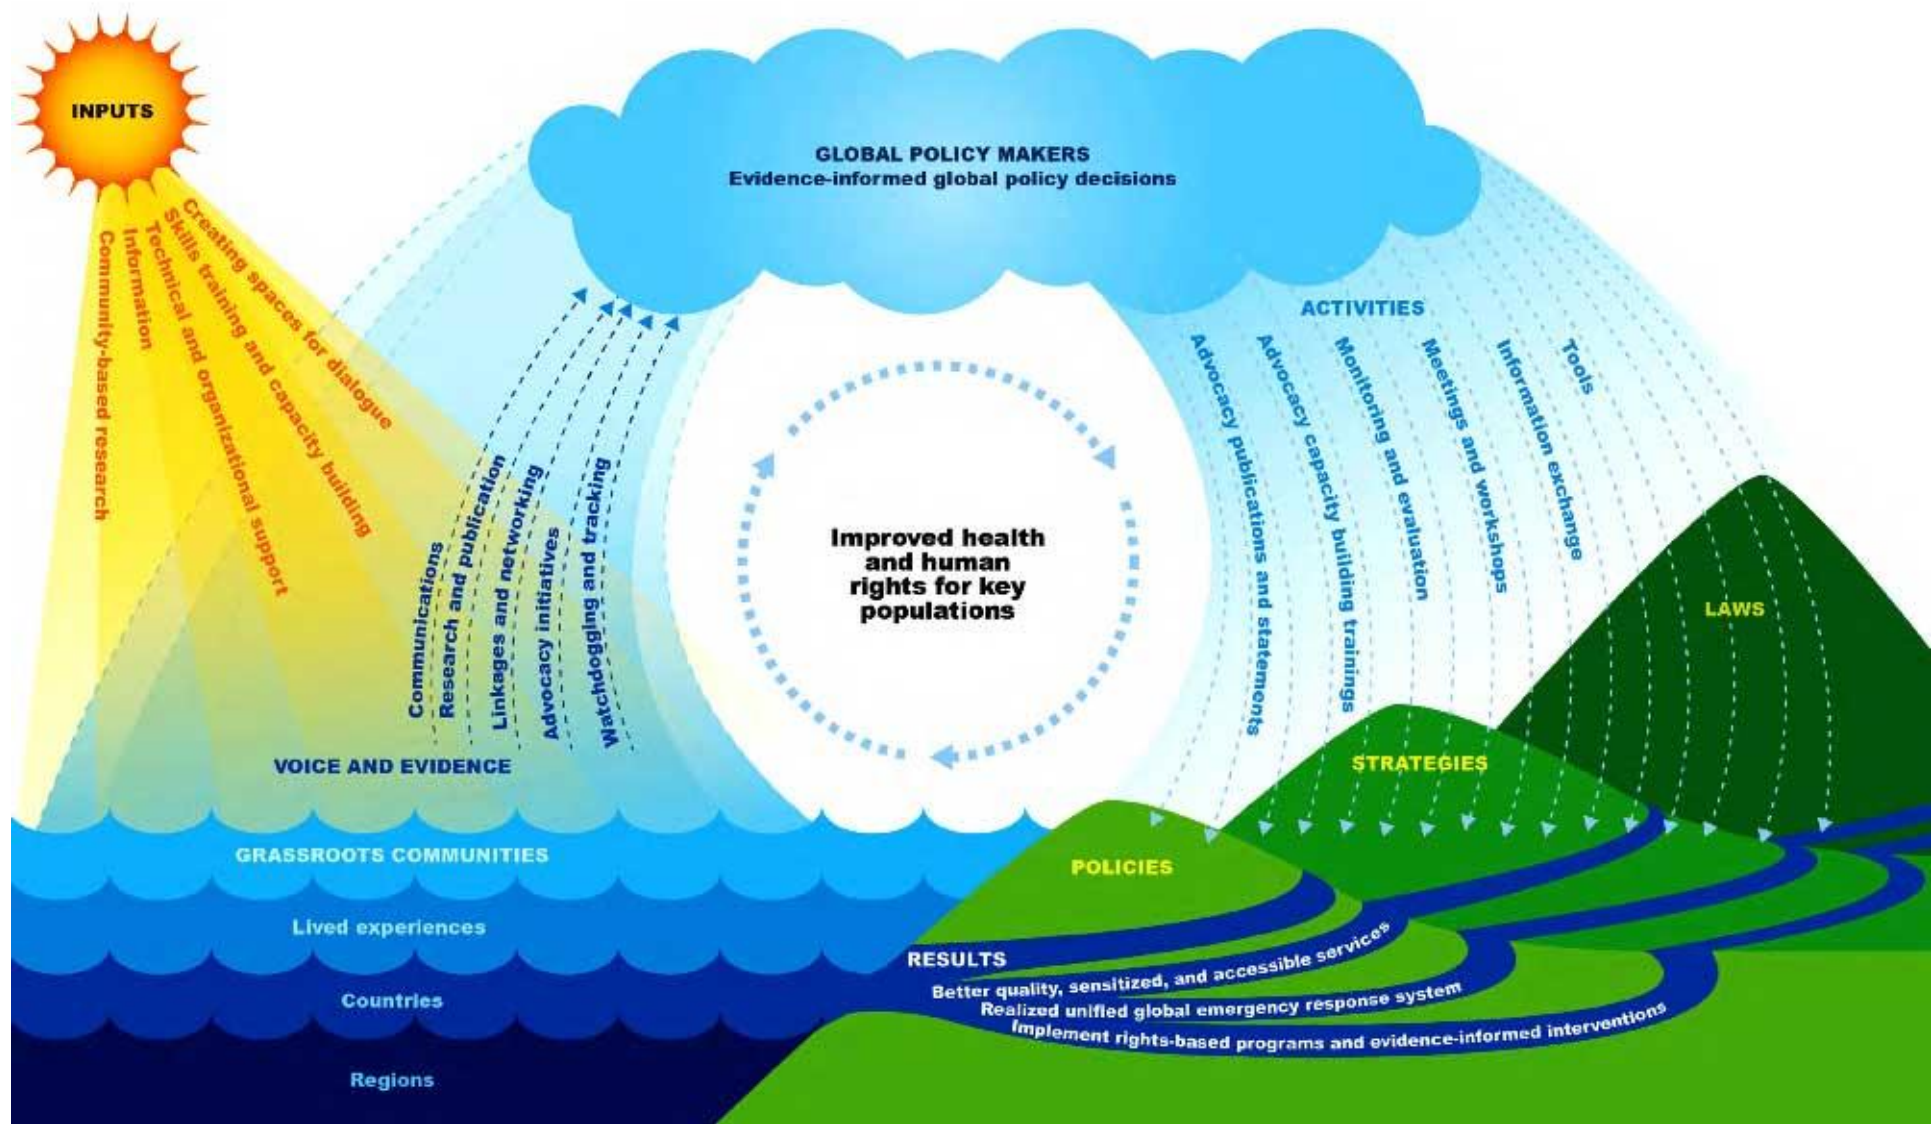 INPUTS
Community-based research
Information
Technical and organizational support
Skills training and capacity building
Creating spaces for dialogue
GLOBAL POLICY MAKERS
Evidence-informed global policy decisions
VOICE AND EVIDENCE
Communications
Research and publication
Linkages and networking
Advocacy initiatives
Watchdogging and tracking
Improved health
and human
rights for key
populations
ACTIVITIES
Advocacy publications and statements
Advocacy capacity building trainings
Monitoring and evaluation
Meetings and workshops
Information exchange
Tools
LAWS
STRATEGIES
POLICIES
GRASSROOTS COMMUNITIES
Lived experiences
Countries
Regions
RESULTS
Better quality, sensitized, and accessible services
Realized unified global emergency response system
Implement rights-based programs and evidence-informed interventions